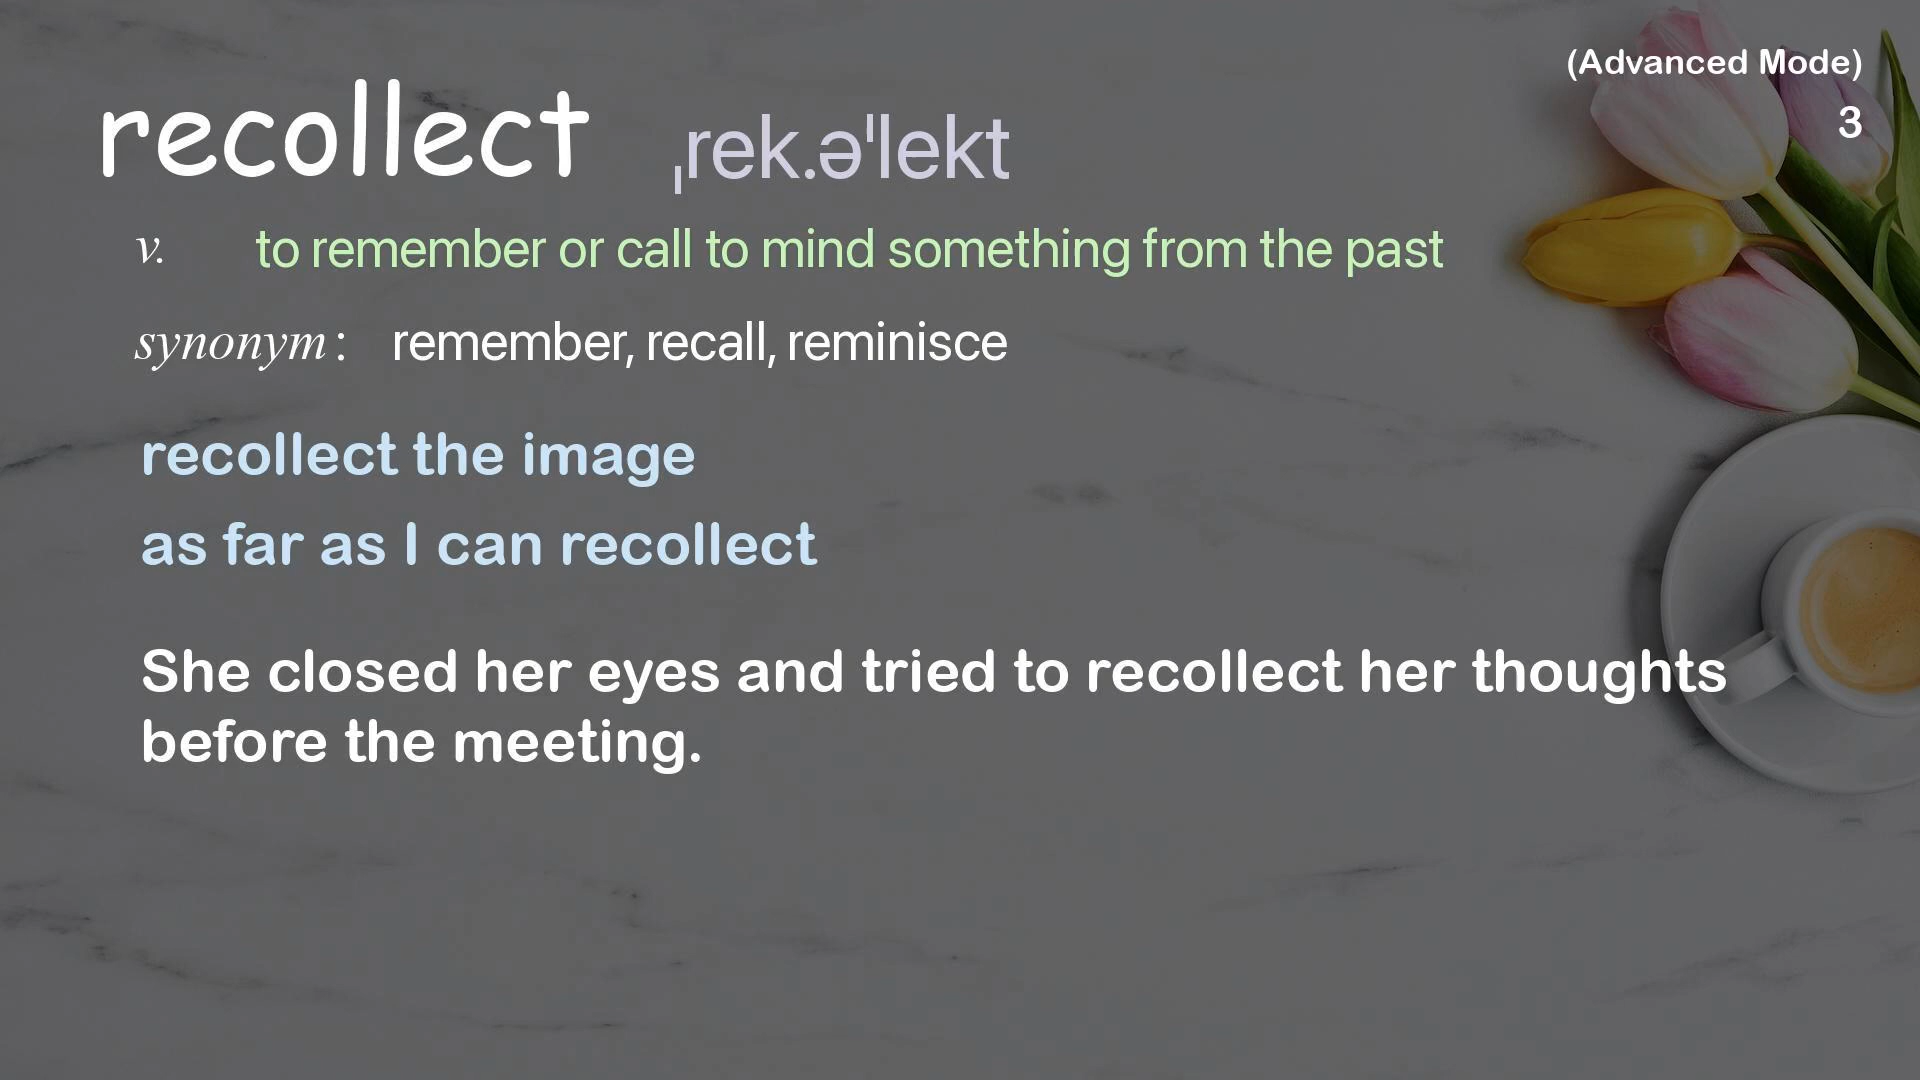 (Advanced Mode)
3
recollect ˌrek.əˈlekt
v. to remember or call to mind something from the past
synonym: remember, recall, reminisce
recollect the image
as far as I can recollect
She closed her eyes and tried to recollect her thoughts
before the meeting.